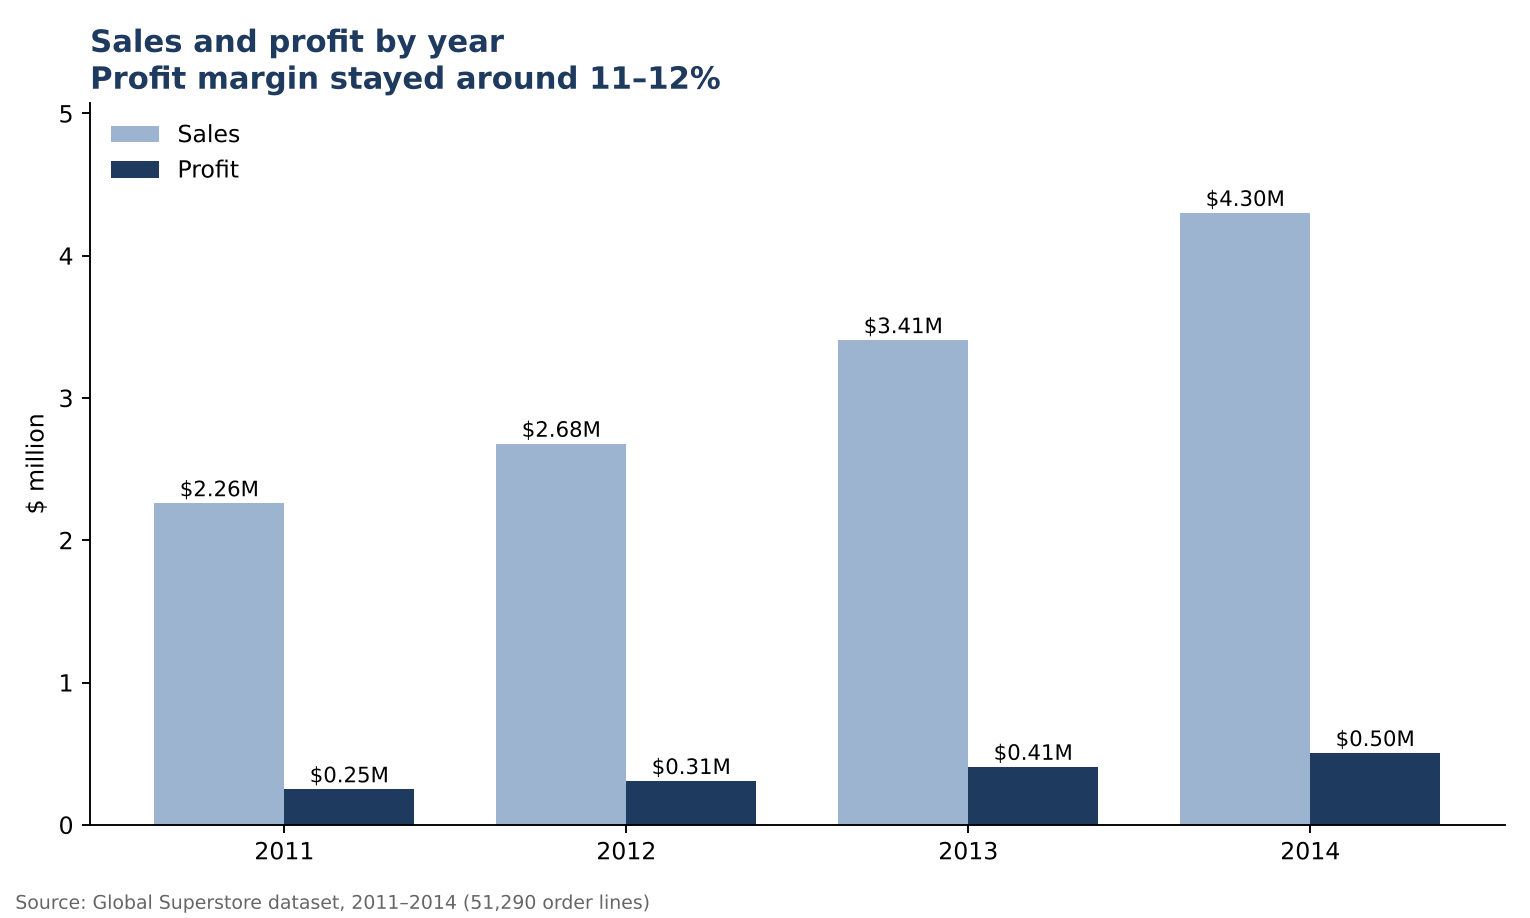 Sales and profit by year
Profit margin stayed around 11–12%
Sales
Profit
$ million
5
4
3
2
1
0
$2.26M
$0.25M
$2.68M
$0.31M
$3.41M
$0.41M
$4.30M
$0.50M
2011
2012
2013
2014
Source: Global Superstore dataset, 2011–2014 (51,290 order lines)